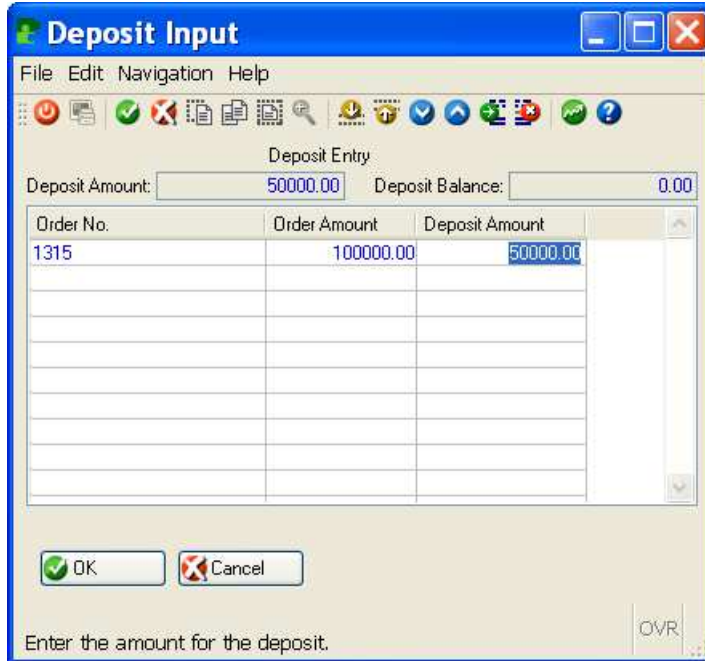 Deposit Input
File Edit Navigation Help
Deposit Entry
Deposit Amount: 50000.00 Deposit Balance: 0.00
Order No. Order Amount Deposit Amount
1315 100000.00 50000.00
OK Cancel
Enter the amount for the deposit. OVR